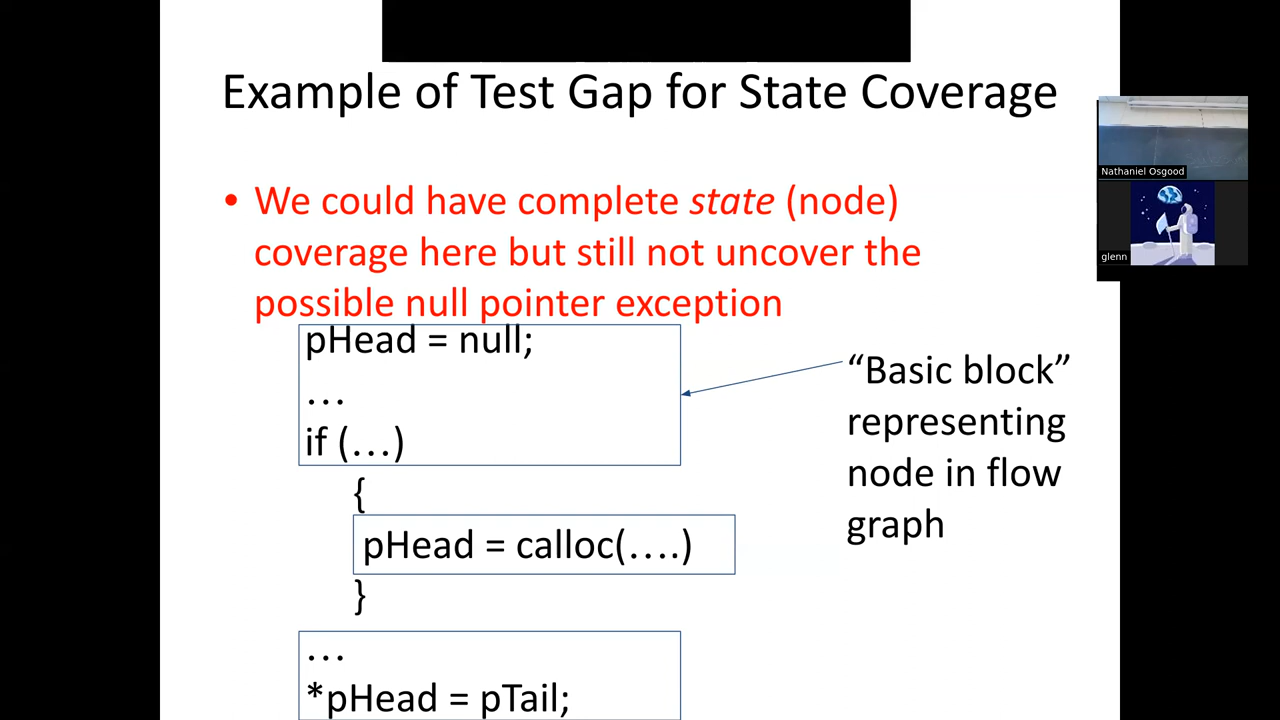 Example of Test Gap for State Coverage
• We could have complete state (node)
coverage here but still not uncover the
possible null pointer exception
pHead = null;
...
if (...)
{
pHead = calloc(....)
}
...
*pHead = pTail;
“Basic block”
representing
node in flow
graph
Nathaniel Osgood
glenn